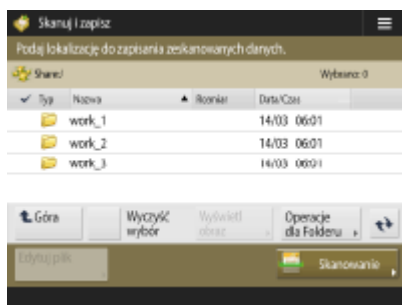 Skanuj i zapisz
Podaj lokalizację do zapisania zeskanowanych danych.
Share:/ Wybrano: 0
Typ Nazwa Rozmiar Data/Czas
work_1 14/03 06:01
work_2 14/03 06:01
work_3 14/03 06:01
Góra Wyczyść wybór Wyświetl obraz Operacje dla Folderu
Edytuj plik Skanowanie